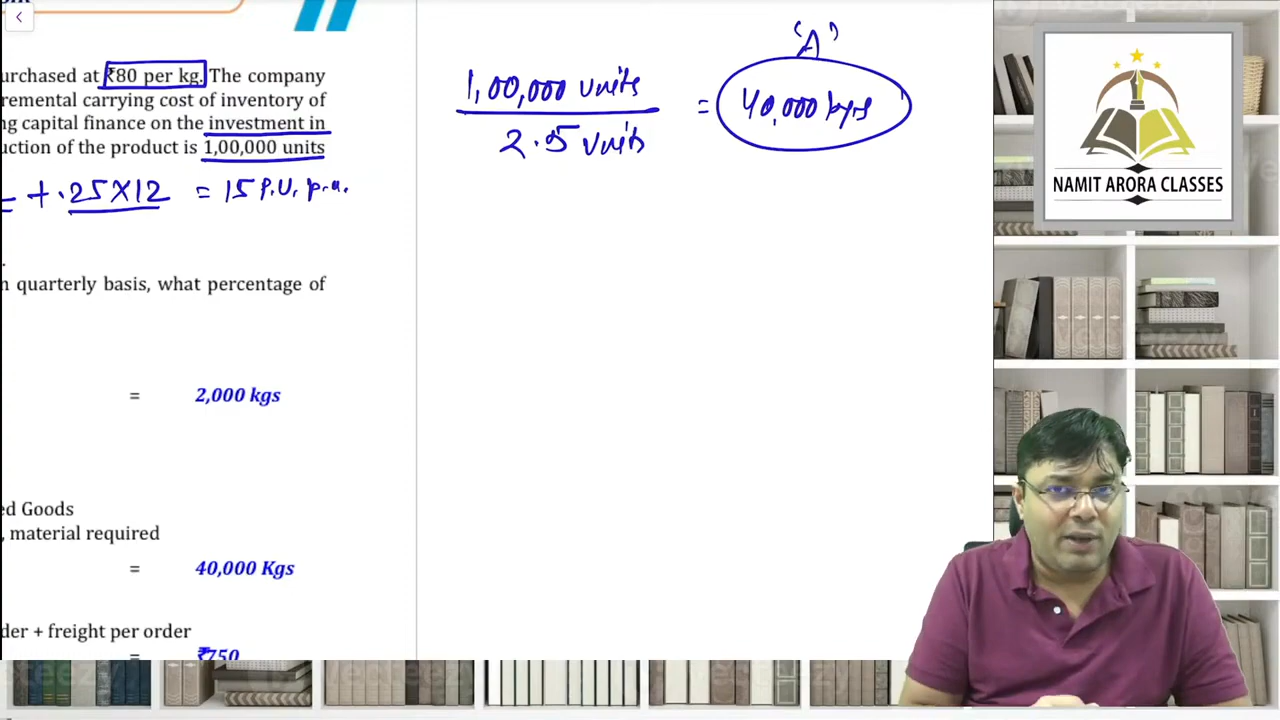 urchased at ₹80 per kg. The company
remental carrying cost of inventory of
ng capital finance on the investment in
uction of the product is 1,00,000 units
+ .25X12 = 15 P.U. p.a.
.
n quarterly basis, what percentage of
= 2,000 kgs
ed Goods
, material required
= 40,000 Kgs
der + freight per order
= ₹750
'A'
1,00,000 units
2.5 units
= 40,000 kgs
NAMIT ARORA CLASSES